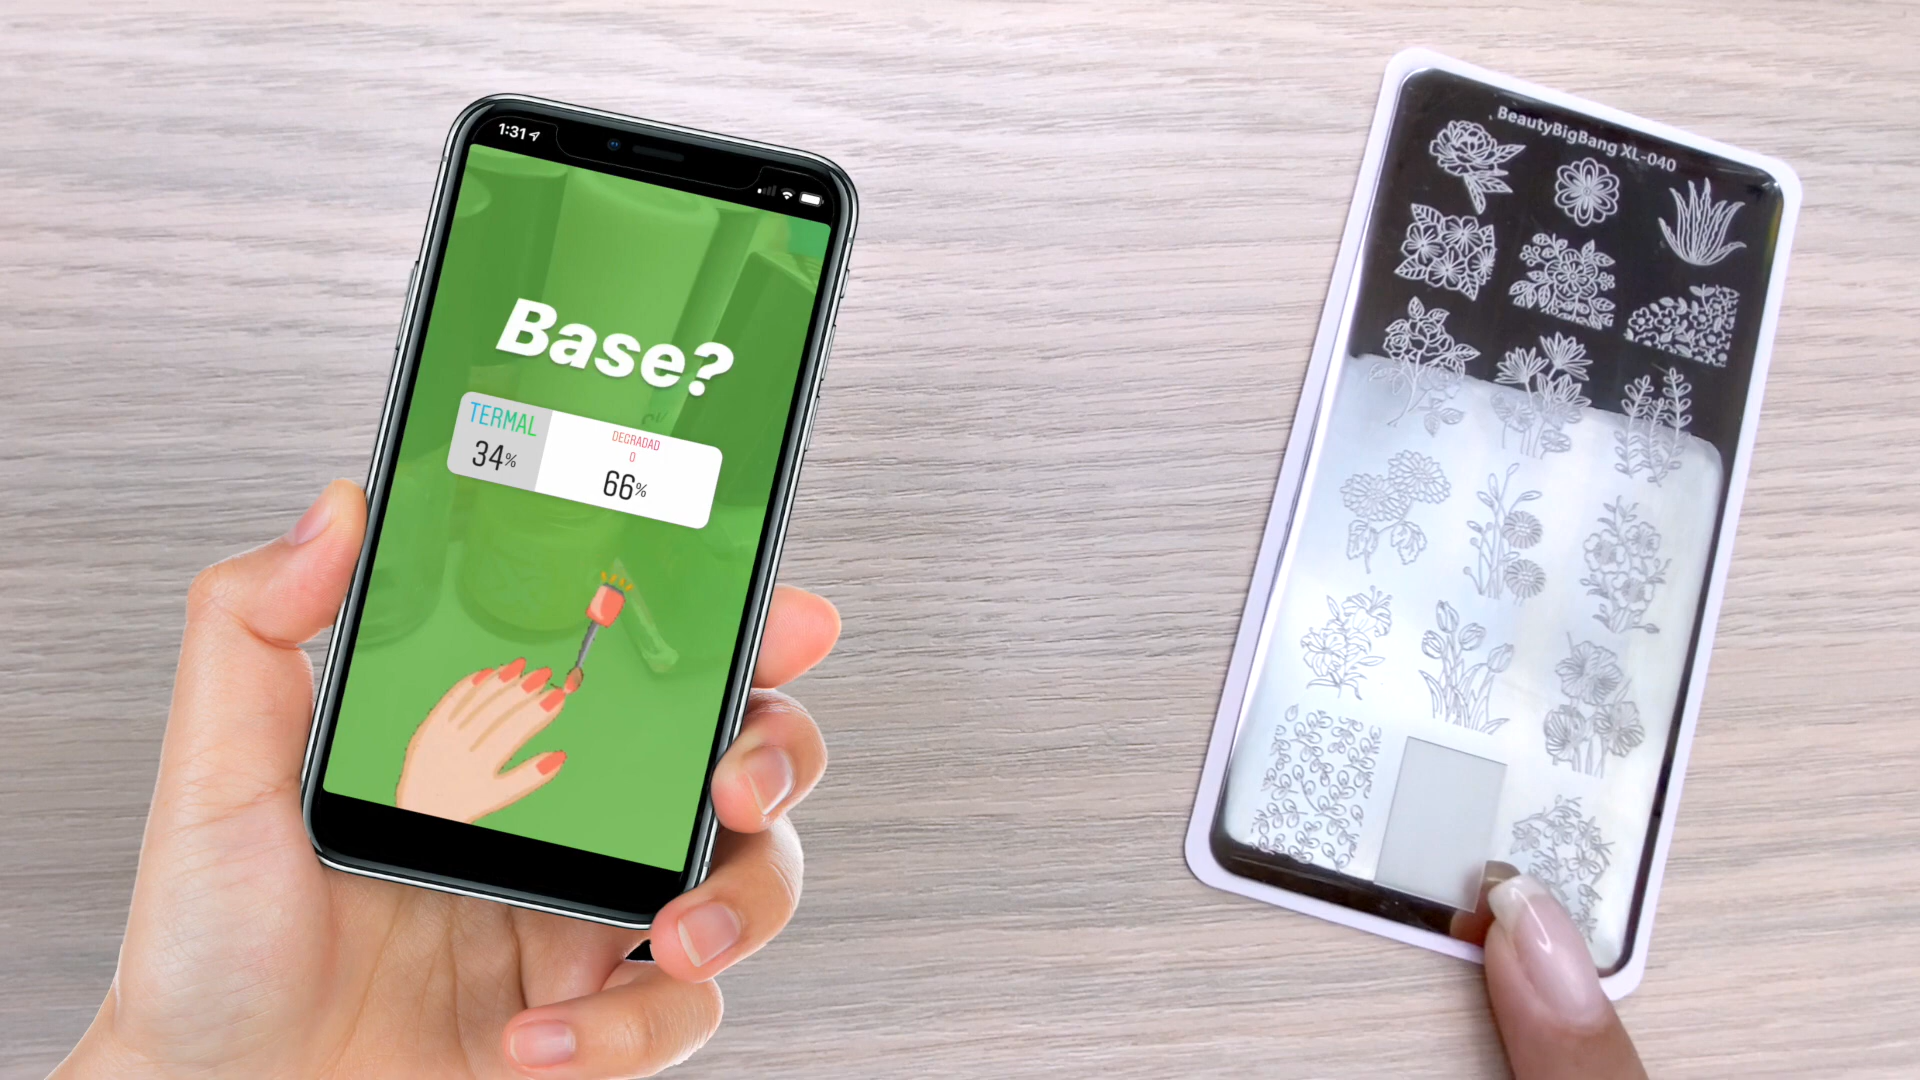 1:31
Base?
TERMAL
34%
DEGRADAD
O
66%
BeautyBigBang XL-040